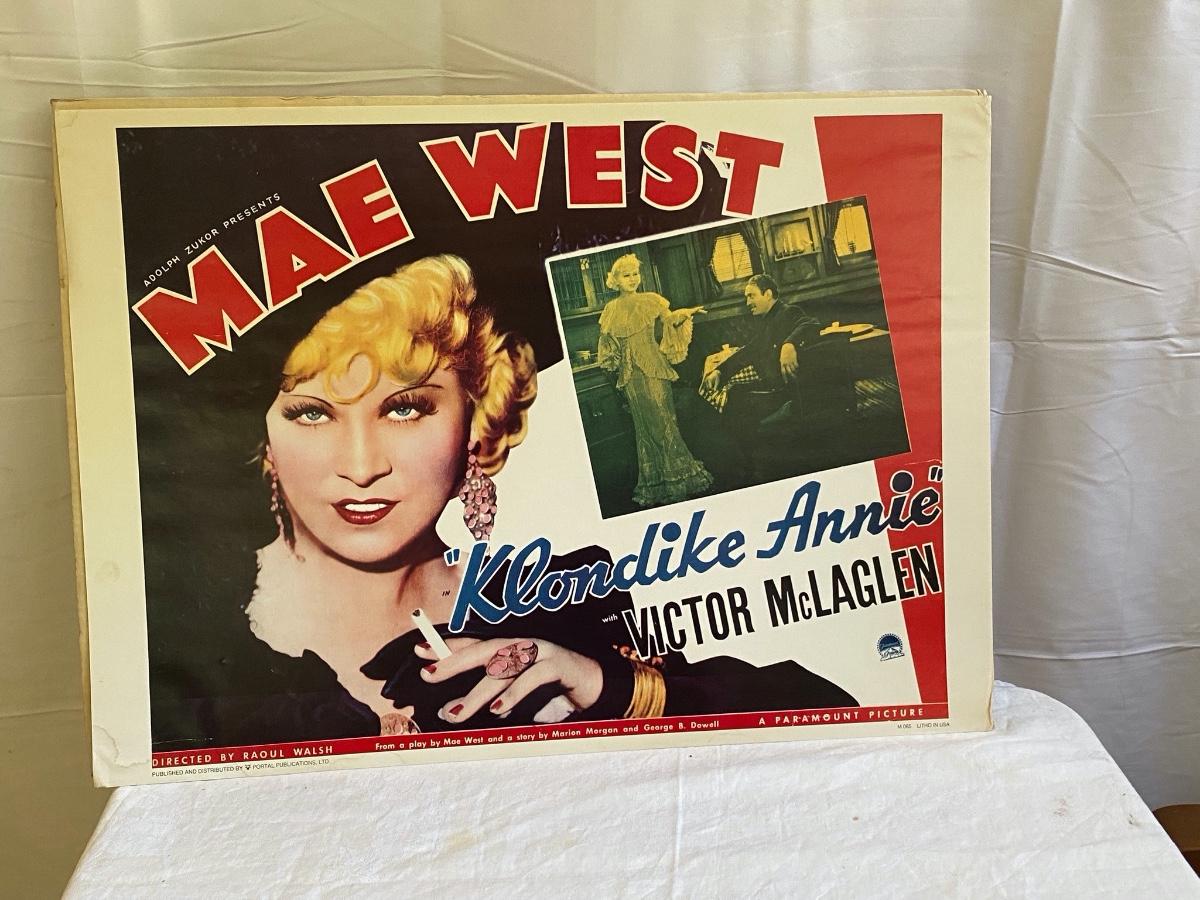 ADOLPH ZUKOR PRESENTS
MAE WEST
IN "Klondike Annie"
with VICTOR McLAGLEN
A PARAMOUNT PICTURE
DIRECTED BY RAOUL WALSH
From a play by Mae West and a story by Marion Morgan and George B. Dowell
PUBLISHED AND DISTRIBUTED BY PORTAL PUBLICATIONS, LTD.
M 065 LITHO IN USA